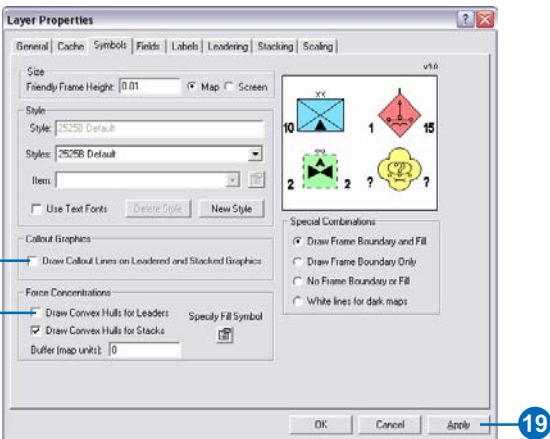 Layer Properties
General Cache Symbols Fields Labels Leadering Stacking Scaling
Size
Friendly Frame Height: 0.01 Map Screen
Style
Style: 2525B Default
Styles: 2525B Default
Item:
Use Text Fonts Delete Style New Style
Callout Graphics
Draw Callout Lines on Leadered and Stacked Graphics
Force Concentrations
Draw Convex Hulls for Leaders
Specify Fill Symbol
Draw Convex Hulls for Stacks
Buffer (map units): 0
v3.0
XX
10 1 15
2 2 ? ?
Special Combinations
Draw Frame Boundary and Fill
Draw Frame Boundary Only
No Frame Boundary or Fill
White lines for dark maps
OK Cancel Apply
19